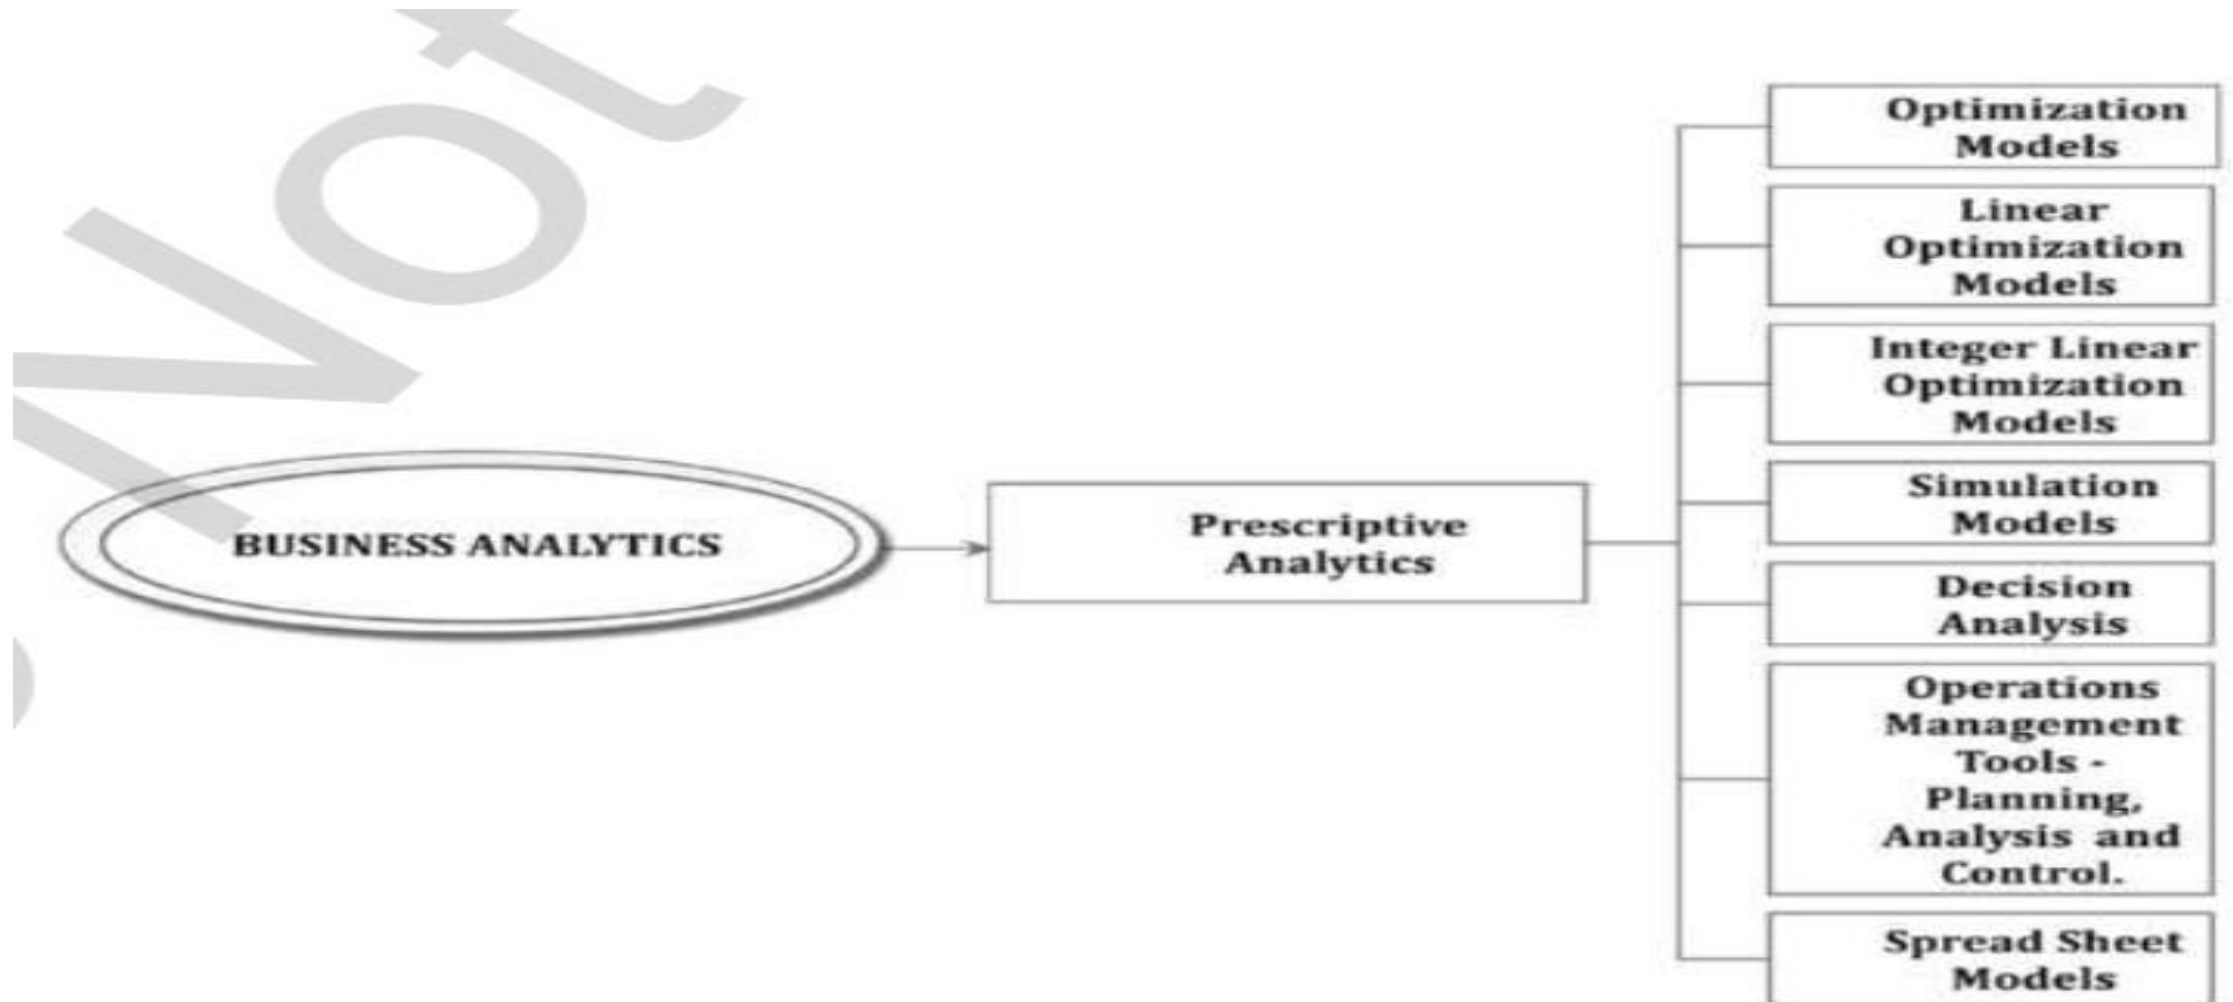 Not
BUSINESS ANALYTICS
Prescriptive
Analytics
Optimization
Models
Linear
Optimization
Models
Integer Linear
Optimization
Models
Simulation
Models
Decision
Analysis
Operations
Management
Tools -
Planning,
Analysis and
Control.
Spread Sheet
Models